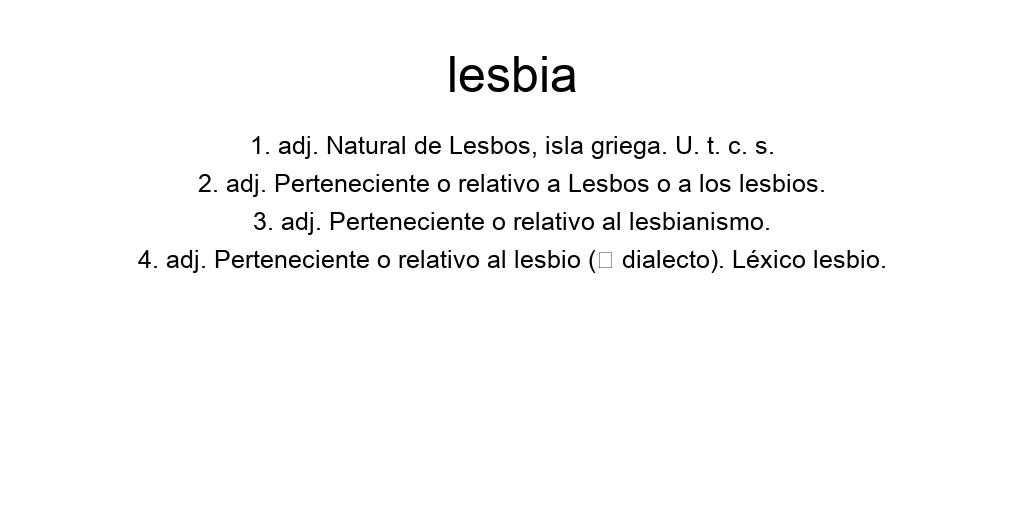 lesbia
1. adj. Natural de Lesbos, isla griega. U. t. c. s.
2. adj. Perteneciente o relativo a Lesbos o a los lesbios.
3. adj. Perteneciente o relativo al lesbianismo.
4. adj. Perteneciente o relativo al lesbio (□ dialecto). Léxico lesbio.